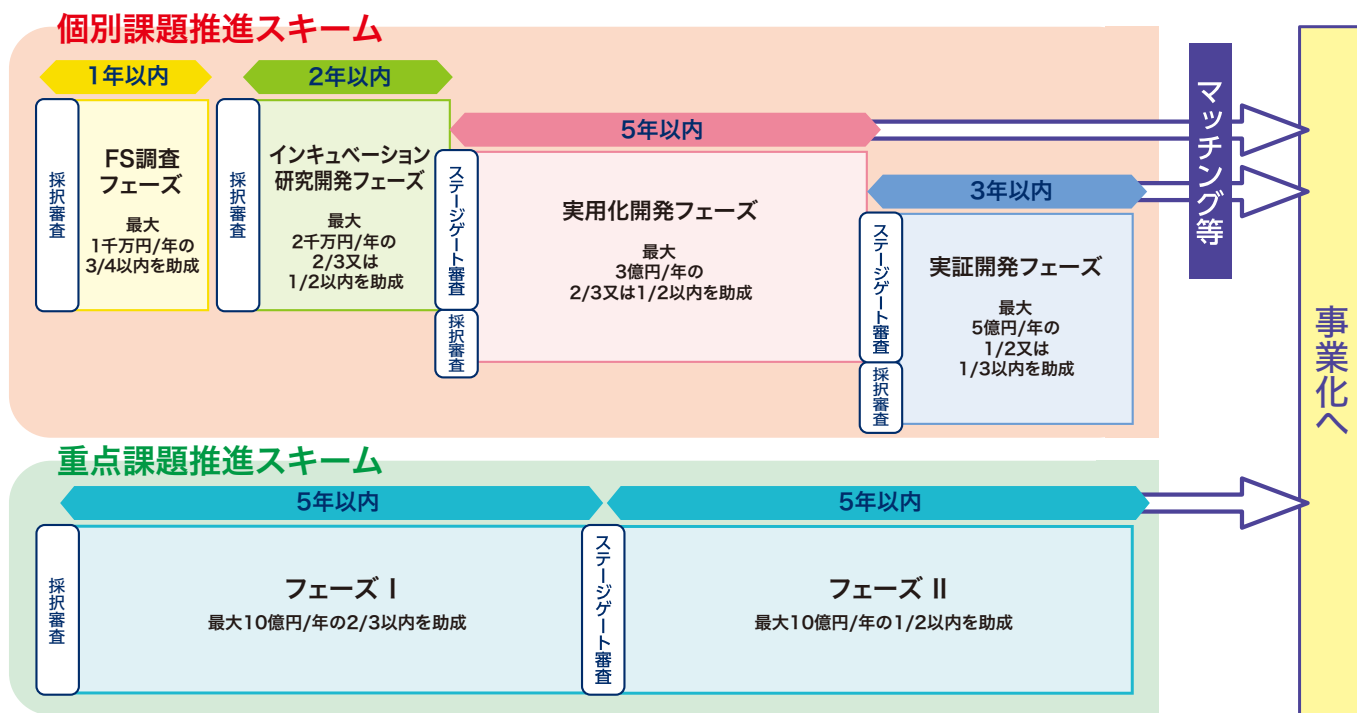 個別課題推進スキーム
1年以内
採択審査
FS調査
フェーズ
最大
1千万円/年の
3/4以内を助成
2年以内
採択審査
インキュベーション
研究開発フェーズ
最大
2千万円/年の
2/3又は
1/2以内を助成
5年以内
ステージゲート審査
採択審査
実用化開発フェーズ
最大
3億円/年の
2/3又は1/2以内を助成
3年以内
ステージゲート審査
採択審査
実証開発フェーズ
最大
5億円/年の
1/2又は
1/3以内を助成
マッチング等
事業化へ
重点課題推進スキーム
5年以内
採択審査
フェーズ Ⅰ
最大10億円/年の2/3以内を助成
5年以内
ステージゲート審査
フェーズ Ⅱ
最大10億円/年の1/2以内を助成